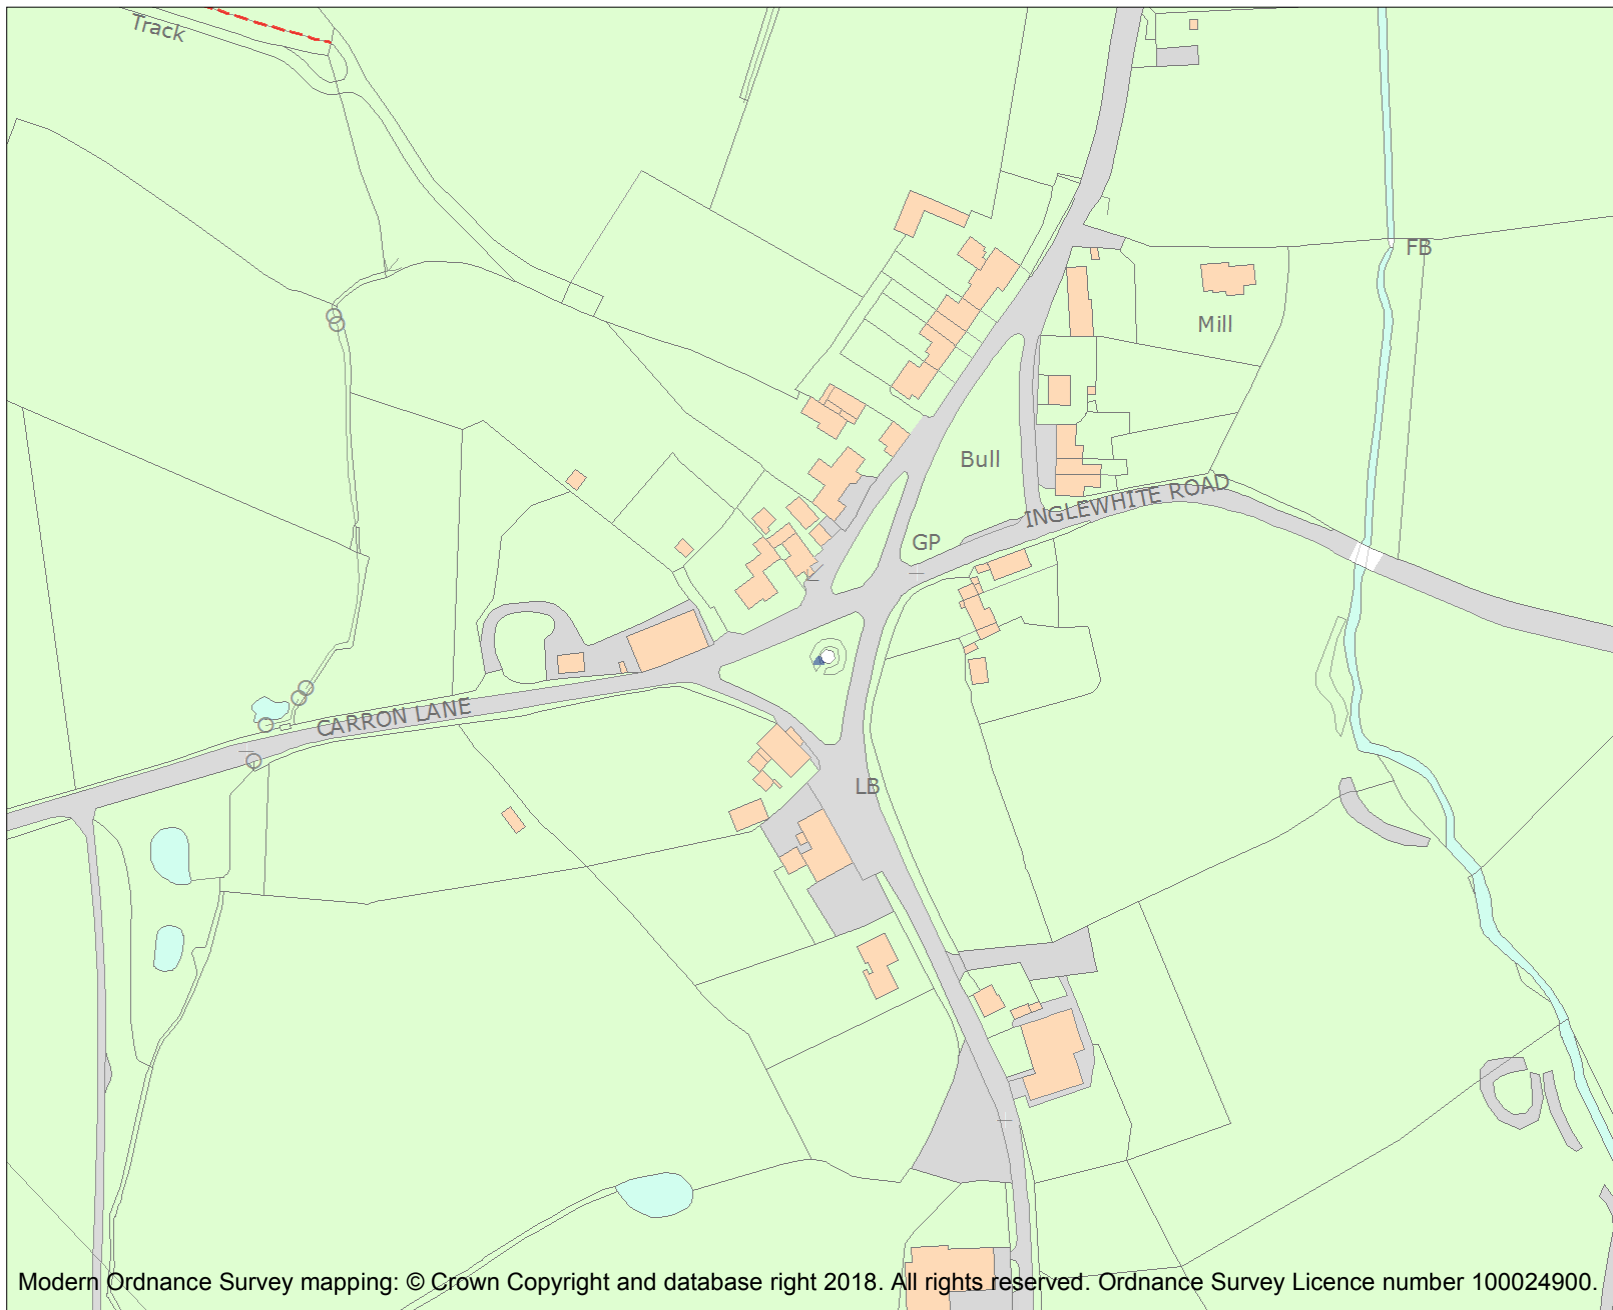 Track
FB
Mill
Bull
INGLEWHITE ROAD
GP
CARRON LANE
LB
Modern Ordnance Survey mapping: © Crown Copyright and database right 2018. All rights reserved. Ordnance Survey Licence number 100024900.